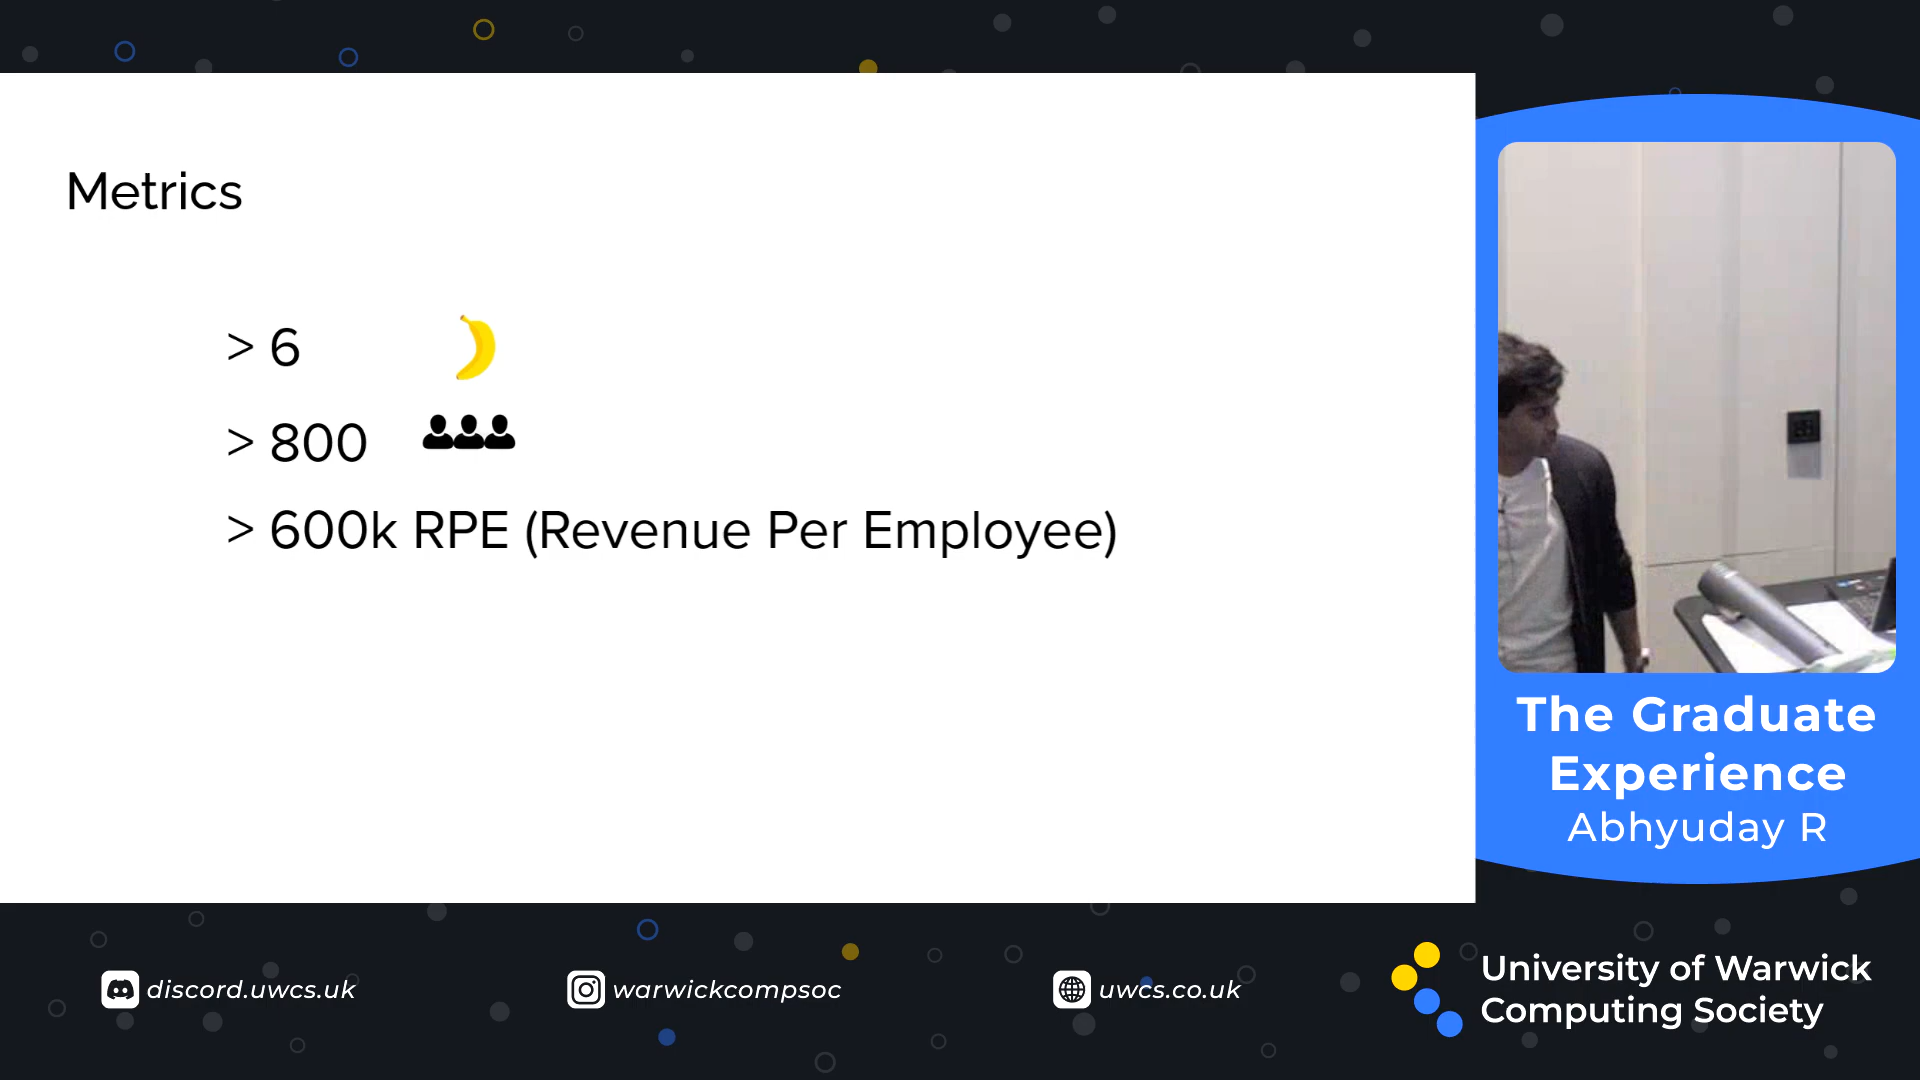 Metrics
> 6
> 800
> 600k RPE (Revenue Per Employee)
The Graduate
Experience
Abhyuday R
discord.uwcs.uk
warwickcompsoc
uwcs.co.uk
University of Warwick
Computing Society